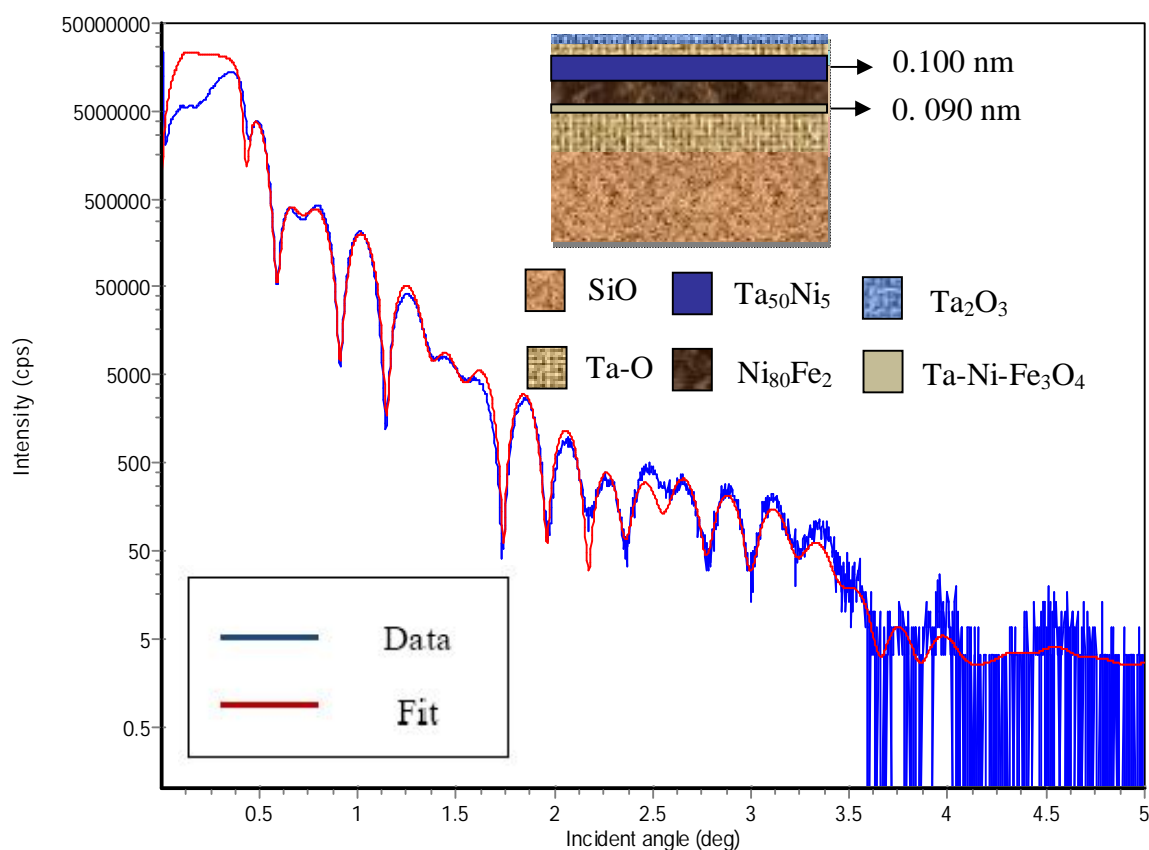 50000000
5000000
500000
50000
5000
500
50
5
0.5
Intensity (cps)
0.5 1 1.5 2 2.5 3 3.5 4 4.5 5
Incident angle (deg)
0.100 nm
0. 090 nm
SiO Ta₅₀Ni₅ Ta₂O₃
Ta-O Ni₈₀Fe₂ Ta-Ni-Fe₃O₄
Data
Fit